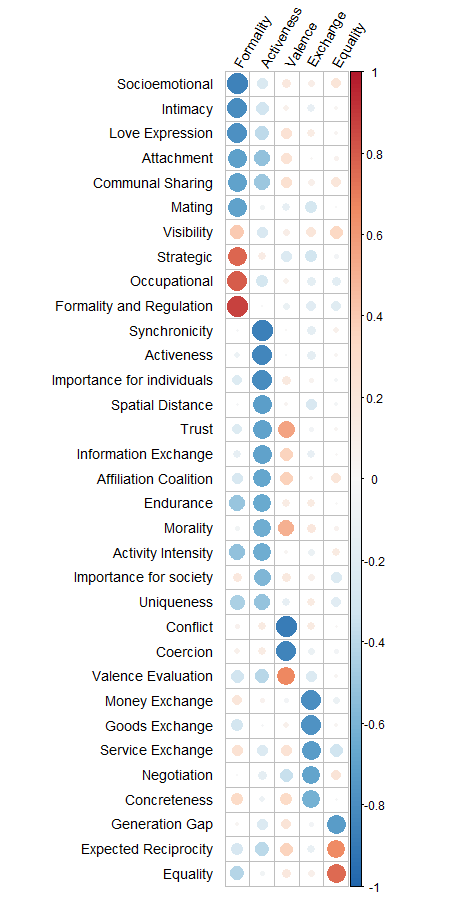 Formality
Activeness
Valence
Exchange
Equality
Socioemotional
Intimacy
Love Expression
Attachment
Communal Sharing
Mating
Visibility
Strategic
Occupational
Formality and Regulation
Synchronicity
Activeness
Importance for individuals
Spatial Distance
Trust
Information Exchange
Affiliation Coalition
Endurance
Morality
Activity Intensity
Importance for society
Uniqueness
Conflict
Coercion
Valence Evaluation
Money Exchange
Goods Exchange
Service Exchange
Negotiation
Concreteness
Generation Gap
Expected Reciprocity
Equality
1
0.8
0.6
0.4
0.2
0
-0.2
-0.4
-0.6
-0.8
-1